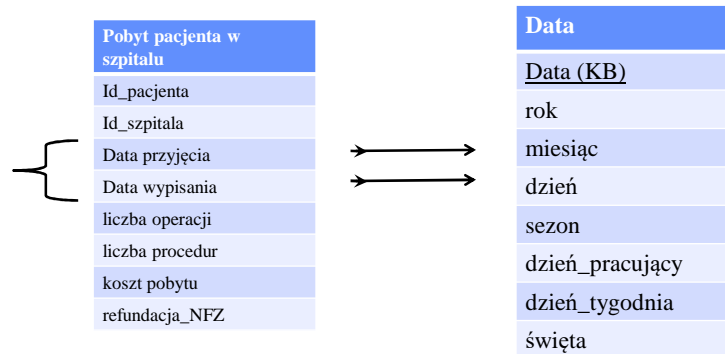 Pobyt pacjenta w
szpitalu
Id_pacjenta
Id_szpitala
Data przyjęcia
Data wypisania
liczba operacji
liczba procedur
koszt pobytu
refundacja_NFZ
Data
Data (KB)
rok
miesiąc
dzień
sezon
dzień_pracujący
dzień_tygodnia
święta